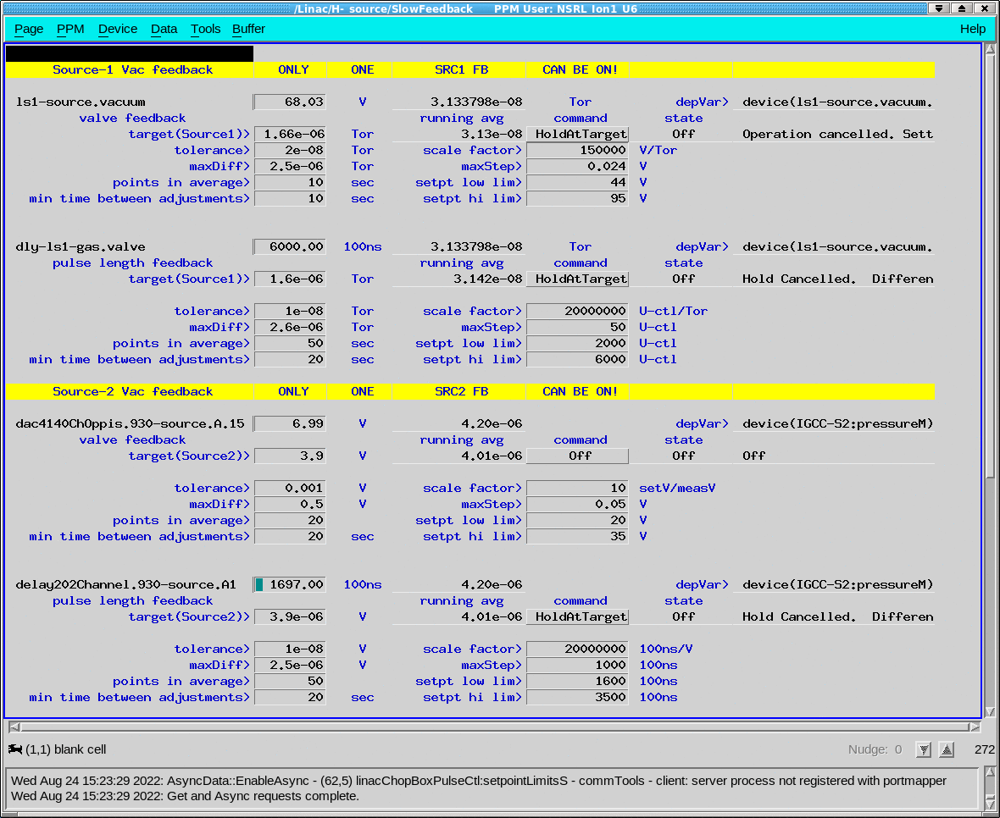 /Linac/H- source/SlowFeedback PPM User: NSRL Ion1 U6
Page PPM Device Data Tools Buffer Help
Source-1 Vac feedback ONLY ONE SRC1 FB CAN BE ON!
ls1-source.vacuum 68.03 V 3.133798e-08 Tor depVar> device(ls1-source.vacuum.
valve feedback running avg command state
target(Source1)> 1.66e-06 Tor 3.13e-08 HoldAtTarget Off Operation cancelled. Sett
tolerance> 2e-08 Tor scale factor> 150000 V/Tor
maxDiff> 2.5e-06 Tor maxStep> 0.024 V
points in average> 10 sec setpt low lim> 44 V
min time between adjustments> 10 sec setpt hi lim> 95 V
dly-ls1-gas.valve 6000.00 100ns 3.133798e-08 Tor depVar> device(ls1-source.vacuum.
pulse length feedback running avg command state
target(Source1)> 1.6e-06 Tor 3.142e-08 HoldAtTarget Off Hold Cancelled. Differen
tolerance> 1e-08 Tor scale factor> 20000000 U-ctl/Tor
maxDiff> 2.6e-06 Tor maxStep> 50 U-ctl
points in average> 50 sec setpt low lim> 2000 U-ctl
min time between adjustments> 20 sec setpt hi lim> 6000 U-ctl
Source-2 Vac feedback ONLY ONE SRC2 FB CAN BE ON!
dac4140ChOppis.930-source.A.15 6.99 V 4.20e-06 depVar> device(IGCC-S2:pressureM)
valve feedback running avg command state
target(Source2)> 3.9 V 4.01e-06 Off Off Off
tolerance> 0.001 V scale factor> 10 setV/measV
maxDiff> 0.5 V maxStep> 0.05 V
points in average> 20 setpt low lim> 20 V
min time between adjustments> 20 sec setpt hi lim> 35 V
delay202Channel.930-source.A1 1697.00 100ns 4.20e-06 depVar> device(IGCC-S2:pressureM)
pulse length feedback running avg command state
target(Source2)> 3.9e-06 V 4.01e-06 HoldAtTarget Off Hold Cancelled. Differen
tolerance> 1e-08 V scale factor> 20000000 100ns/V
maxDiff> 2.5e-06 V maxStep> 1000 100ns
points in average> 50 setpt low lim> 1600 100ns
min time between adjustments> 20 sec setpt hi lim> 3500 100ns
(1,1) blank cell Nudge: 0 272
Wed Aug 24 15:23:29 2022: AsyncData::EnableAsync - (62,5) linacChopBoxPulseCtl:setpointLimitsS - commTools - client: server process not registered with portmapper
Wed Aug 24 15:23:29 2022: Get and Async requests complete.